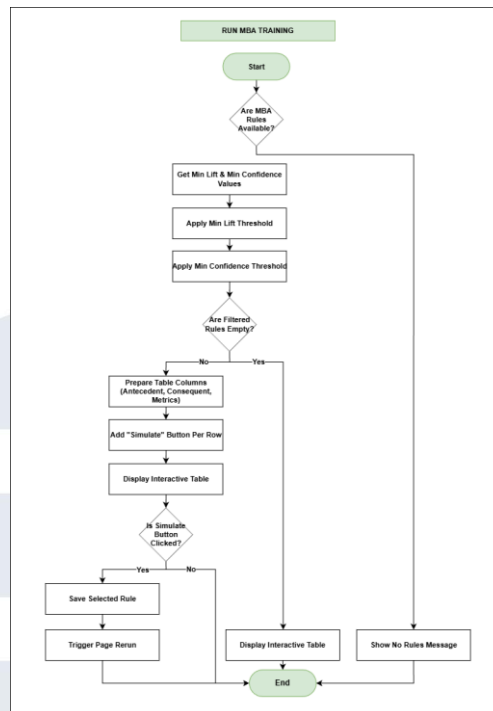 RUN MBA TRAINING
Start
Are MBA
Rules
Available?
Get Min Lift & Min Confidence
Values
Apply Min Lift Threshold
Apply Min Confidence Threshold
Are Filtered
Rules Empty?
No
Yes
Prepare Table Columns
(Antecedent, Consequent,
Metrics)
Add "Simulate" Button Per Row
Display Interactive Table
Is Simulate
Button
Clicked?
Yes
No
Save Selected Rule
Trigger Page Rerun
Display Interactive Table
Show No Rules Message
End